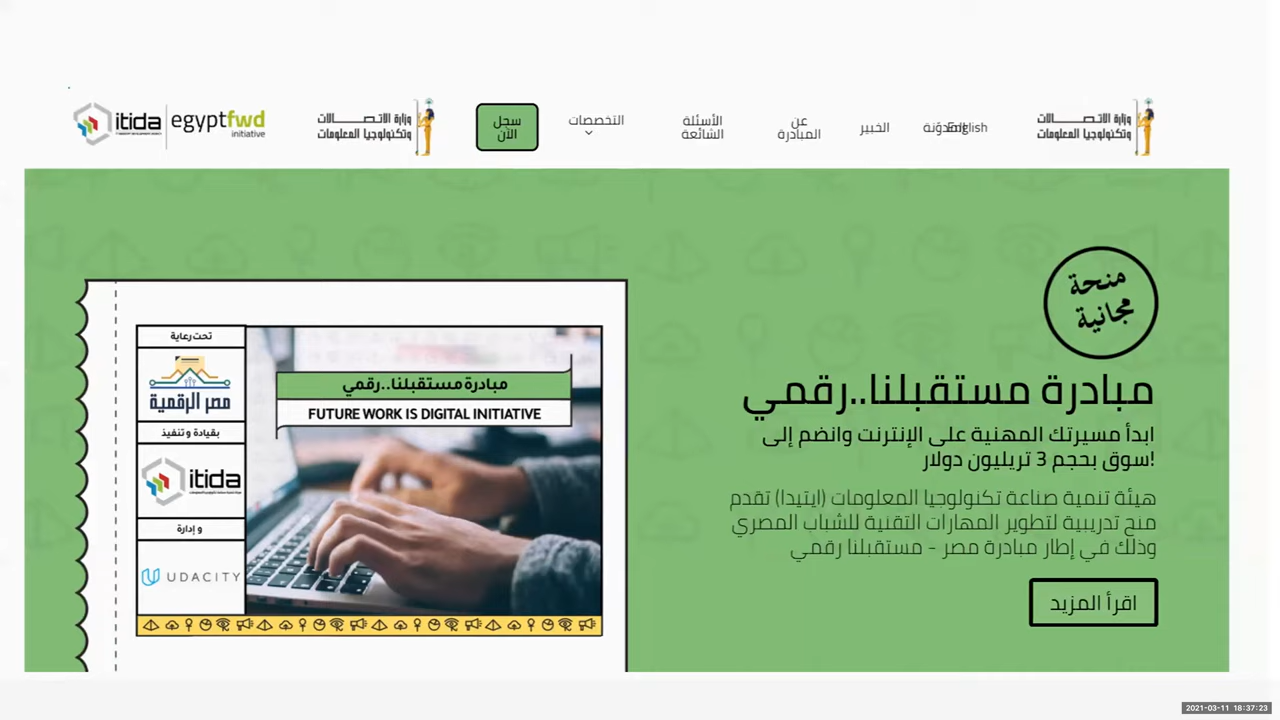 وزارة الاتصالات
وتكنولوجيا المعلومات
English
المدونة
الخبير
عن
المبادرة
الأسئلة
الشائعة
التخصصات
سجل
الآن
وزارة الاتصالات
وتكنولوجيا المعلومات
itida
egyptfwd
initiative
منحة
مجانية
مبادرة مستقبلنا..رقمي
ابدأ مسيرتك المهنية على الإنترنت وانضم إلى
!سوق بحجم 3 تريليون دولار
هيئة تنمية صناعة تكنولوجيا المعلومات (ايتيدا) تقدم
منح تدريبية لتطوير المهارات التقنية للشباب المصري
وذلك في إطار مبادرة مصر - مستقبلنا رقمي
اقرأ المزيد
مبادرة مستقبلنا..رقمي
FUTURE WORK IS DIGITAL INITIATIVE
تحت رعاية
مصر الرقمية
بقيادة و تنفيذ
itida
و إدارة
UDACITY
2021-03-11 18:37:23